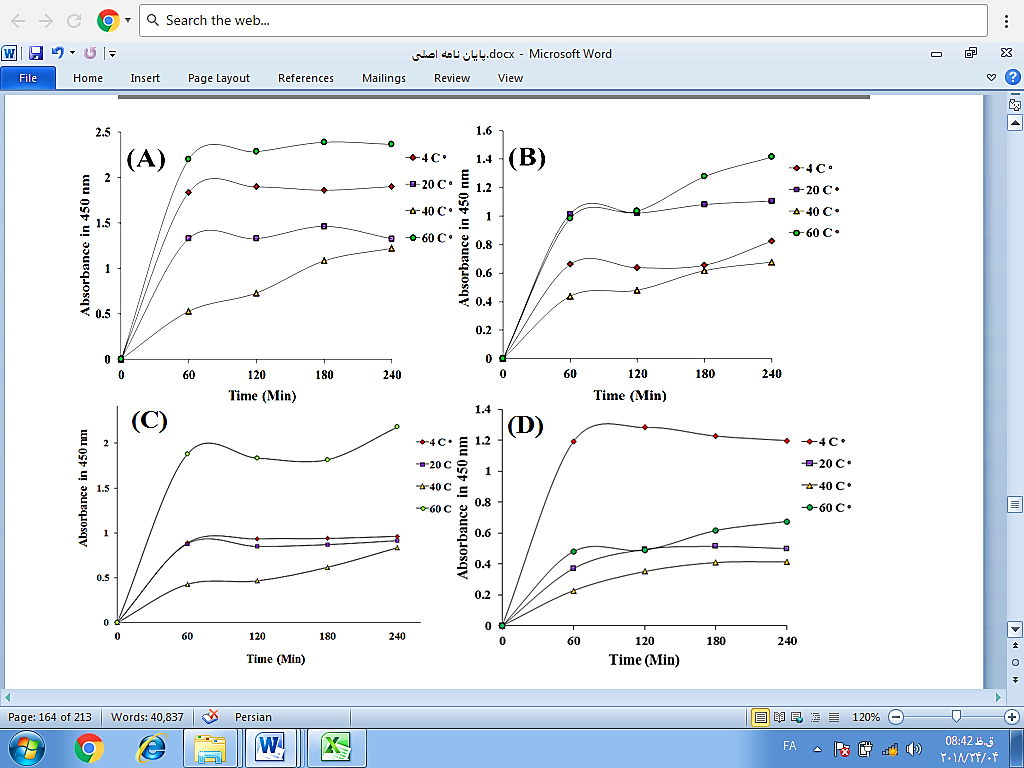 Search the web...
پایان نامه اصلی.docx - Microsoft Word
File Home Insert Page Layout References Mailings Review View
(A)
Absorbance in 450 nm
2.5
2
1.5
1
0.5
0
0 60 120 180 240
Time (Min)
4 C°
20 C°
40 C°
60 C°
(B)
Absorbance in 450 nm
1.6
1.4
1.2
1
0.8
0.6
0.4
0.2
0
0 60 120 180 240
Time (Min)
4 C°
20 C°
40 C°
60 C°
(C)
Absorbance in 450 nm
2
1.5
1
0.5
0
0 60 120 180 240
Time (Min)
4 C°
20 C
40 C
60 C
(D)
Absorbance in 450 nm
1.4
1.2
1
0.8
0.6
0.4
0.2
0
0 60 120 180 240
Time (Min)
4 C°
20 C°
40 C°
60 C°
Page: 164 of 213 Words: 40,837 Persian 120%
FA
08:42 ق.ظ
۲۰۱۸/۲۴/۰۴